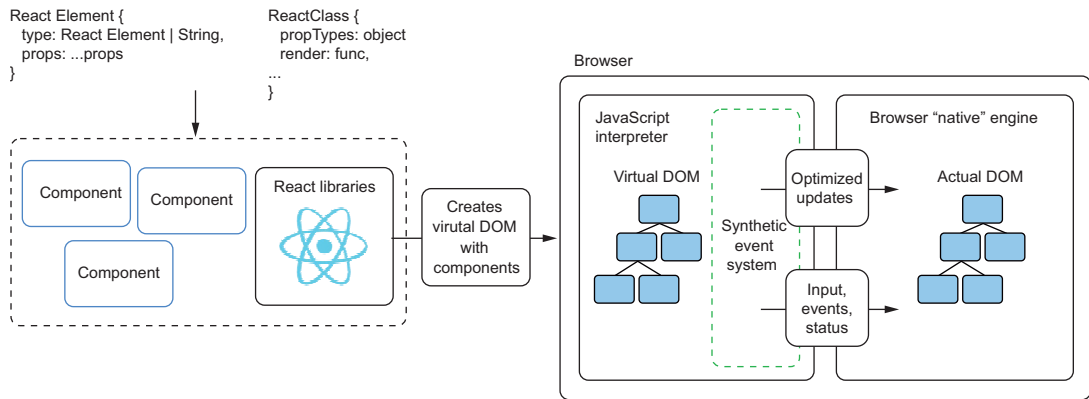 React Element {
type: React Element | String,
props: ...props
}
ReactClass {
propTypes: object
render: func,
...
}
Component
Component
Component
React libraries
Creates
virutal DOM
with
components
Browser
JavaScript
interpreter
Virtual DOM
Synthetic
event
system
Optimized
updates
Input,
events,
status
Browser “native” engine
Actual DOM